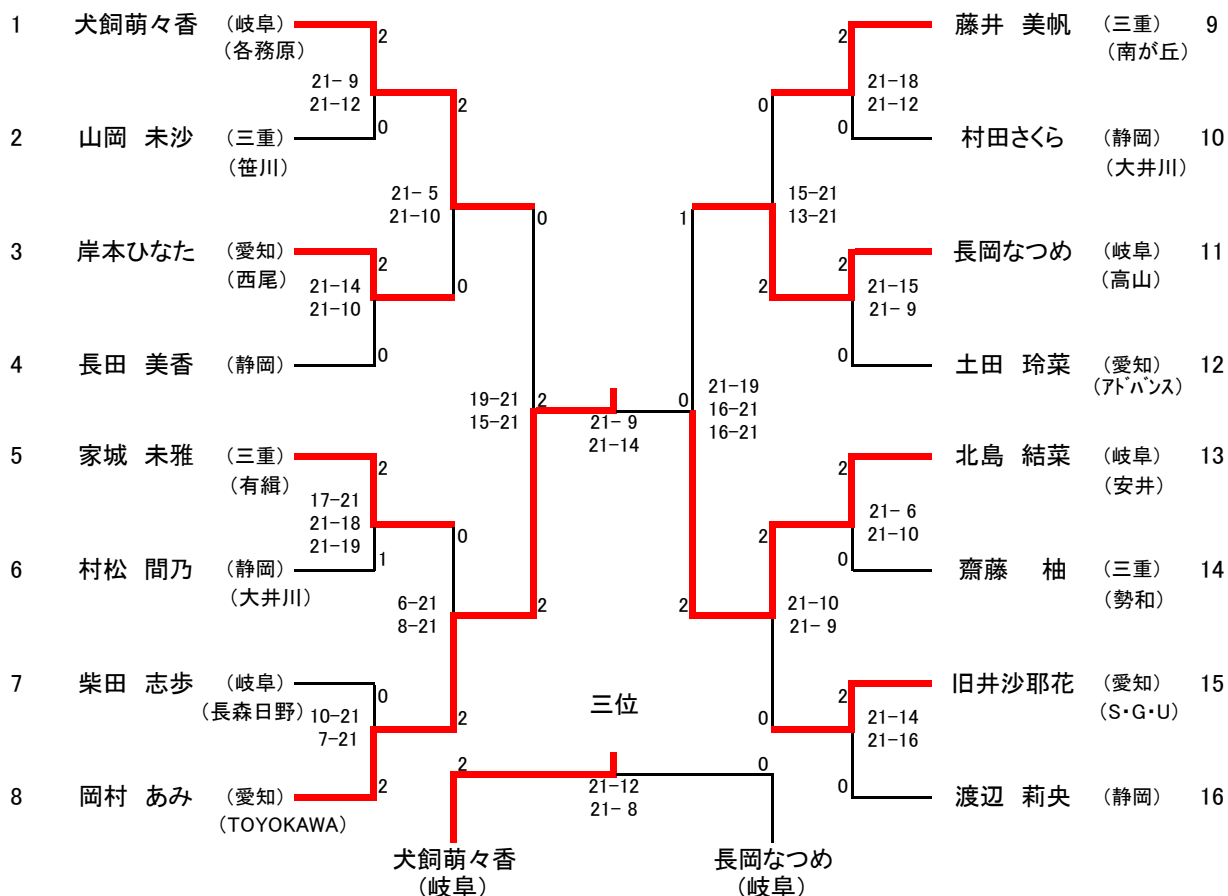 1 犬飼萌々香 (岐阜)
(各務原)
2
21- 9
21-12
0
2 山岡 未沙 (三重)
(笹川)
2
21- 5
21-10
0
3 岸本ひなた (愛知)
(西尾)
2
21-14
21-10
0
0
4 長田 美香 (静岡)
19-21
15-21
2
21- 9
21-14
0
5 家城 未雅 (三重)
(有緝)
2
17-21
21-18
21-19
0
1
6 村松 間乃 (静岡)
(大井川)
6-21
8-21
2
7 柴田 志歩 (岐阜)
(長森日野)
0
10-21
7-21
2
2
8 岡村 あみ (愛知)
(TOYOKAWA)
藤井 美帆 (三重) 9
(南が丘)
2
21-18
21-12
0
0
村田さくら (静岡) 10
(大井川)
15-21
13-21
1
長岡なつめ (岐阜) 11
(高山)
2
21-15
21- 9
2
0
土田 玲菜 (愛知) 12
(アドバンス)
21-19
16-21
16-21
北島 結菜 (岐阜) 13
(安井)
2
21- 6
21-10
2
0
齋藤 柚 (三重) 14
(勢和)
2
21-10
21- 9
旧井沙耶花 (愛知) 15
(S・G・U)
2
21-14
21-16
0
0
渡辺 莉央 (静岡) 16
三位
2
21-12
21- 8
0
犬飼萌々香
(岐阜)
長岡なつめ
(岐阜)